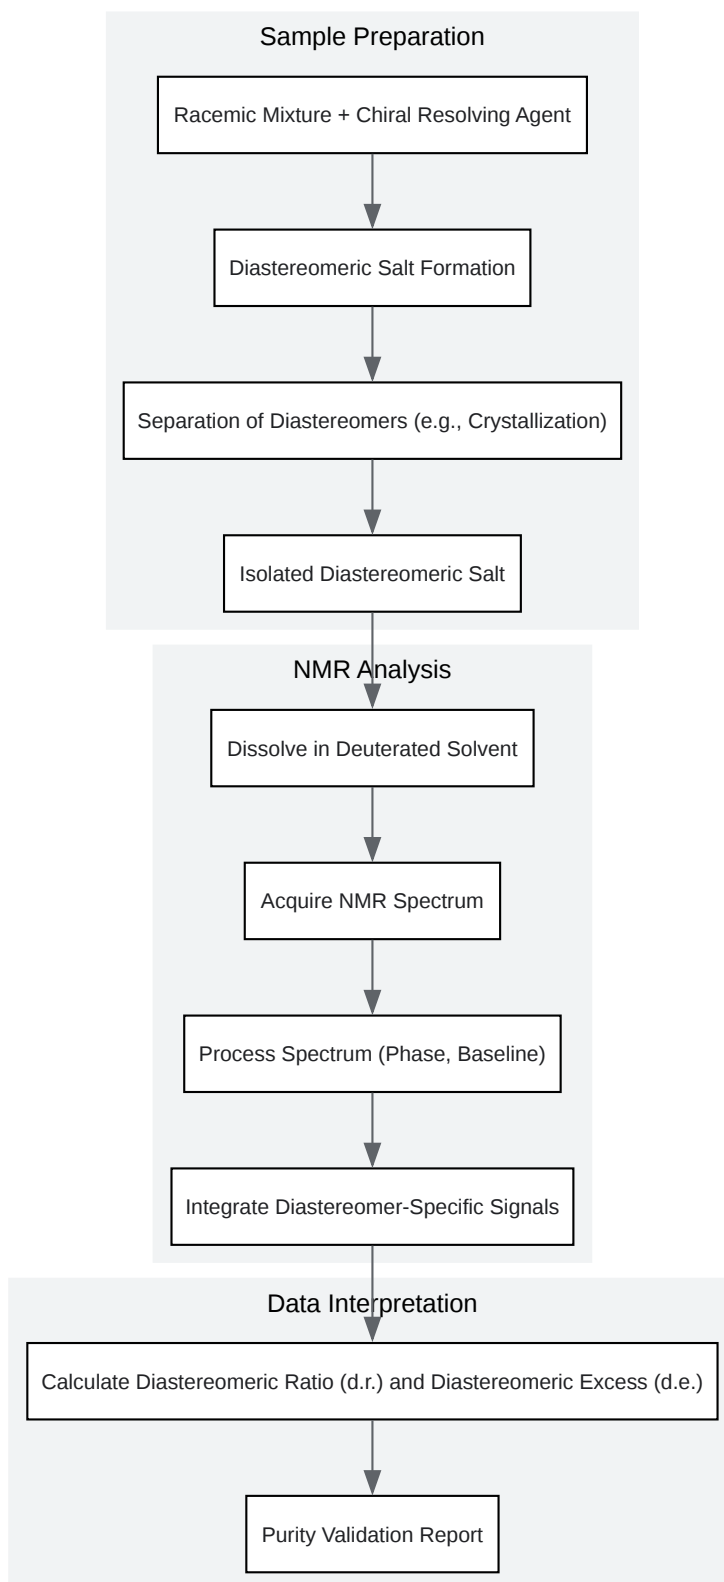 Sample Preparation
Racemic Mixture + Chiral Resolving Agent
Diastereomeric Salt Formation
Separation of Diastereomers (e.g., Crystallization)
Isolated Diastereomeric Salt
NMR Analysis
Dissolve in Deuterated Solvent
Acquire NMR Spectrum
Process Spectrum (Phase, Baseline)
Integrate Diastereomer-Specific Signals
Data Interpretation
Calculate Diastereomeric Ratio (d.r.) and Diastereomeric Excess (d.e.)
Purity Validation Report